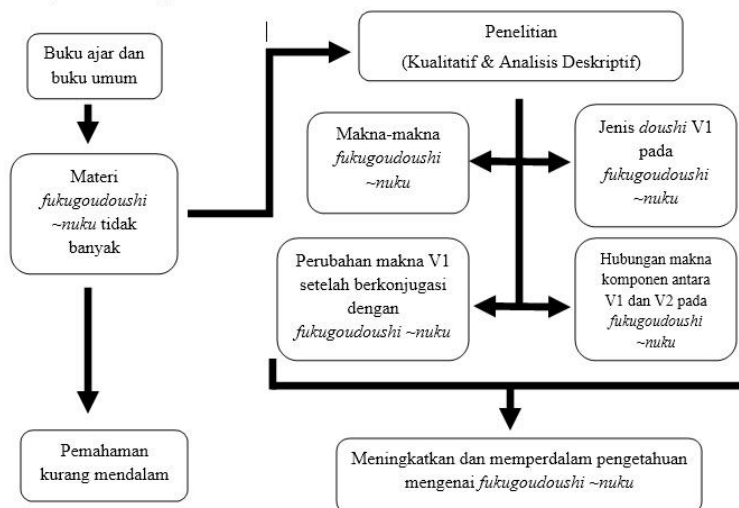 Buku ajar dan
buku umum
Materi
fukugoudoushi
~nuku tidak
banyak
Pemahaman
kurang mendalam
Penelitian
(Kualitatif & Analisis Deskriptif)
Makna-makna
fukugoudoushi
~nuku
Jenis doushi V1
pada
fukugoudoushi
~nuku
Perubahan makna V1
setelah berkonjugasi
dengan
fukugoudoushi ~nuku
Hubungan makna
komponen antara
V1 dan V2 pada
fukugoudoushi
~nuku
Meningkatkan dan memperdalam pengetahuan
mengenai fukugoudoushi ~nuku